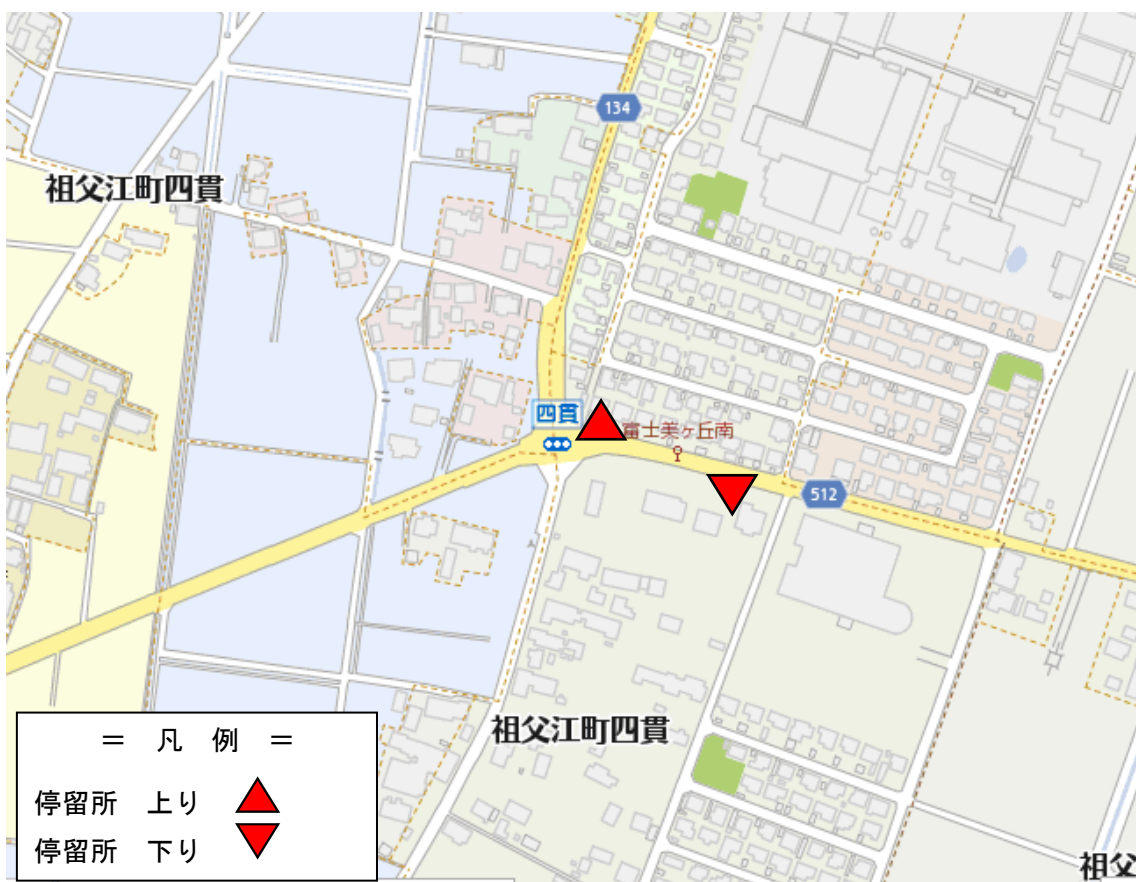 134
祖父江町四貫
四貫
富士美ヶ丘南
512
祖父江町四貫
＝ 凡 例 ＝
停留所 上り
停留所 下り
祖父